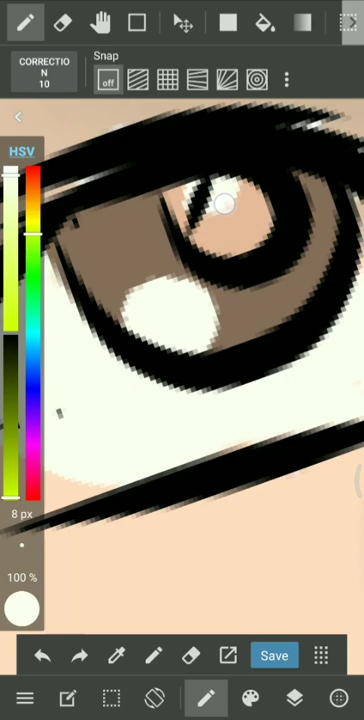 Snap
CORRECTIO
N
10
off
HSV
8 px
100 %
Save